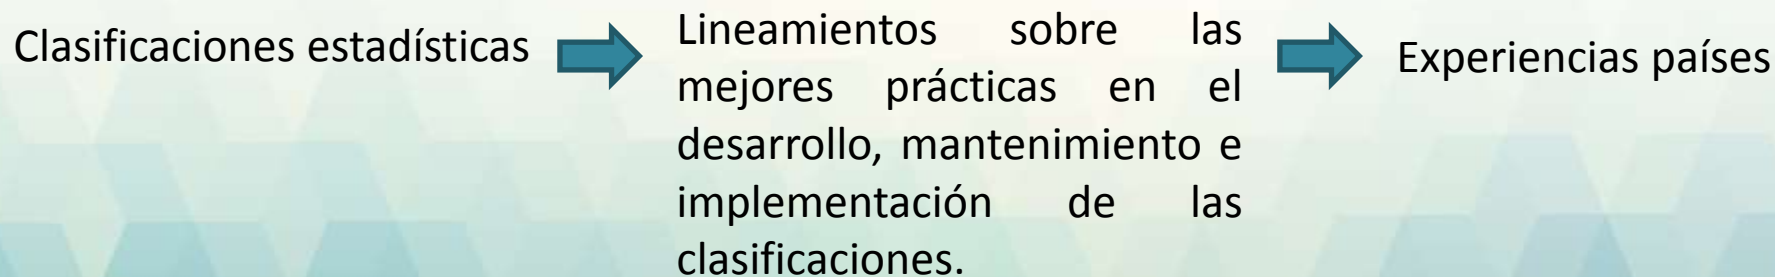 Clasificaciones estadísticas
Lineamientos sobre las
mejores prácticas en el
desarrollo, mantenimiento e
implementación de las
clasificaciones.
Experiencias países